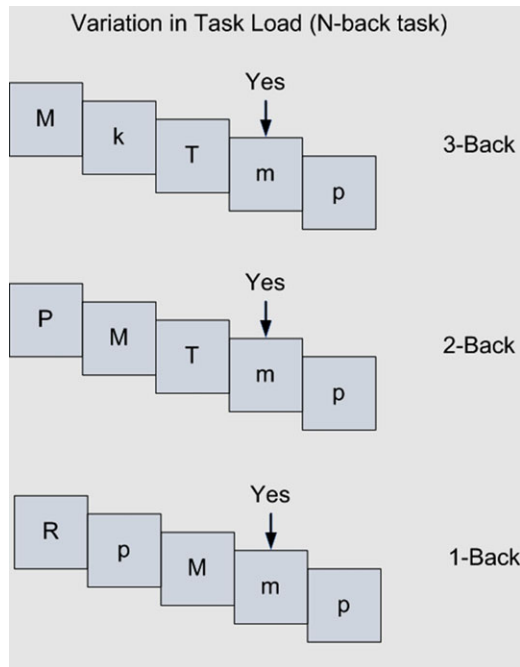 Variation in Task Load (N-back task)
Yes
M k T m p 3-Back
Yes
P M T m p 2-Back
Yes
R p M m p 1-Back